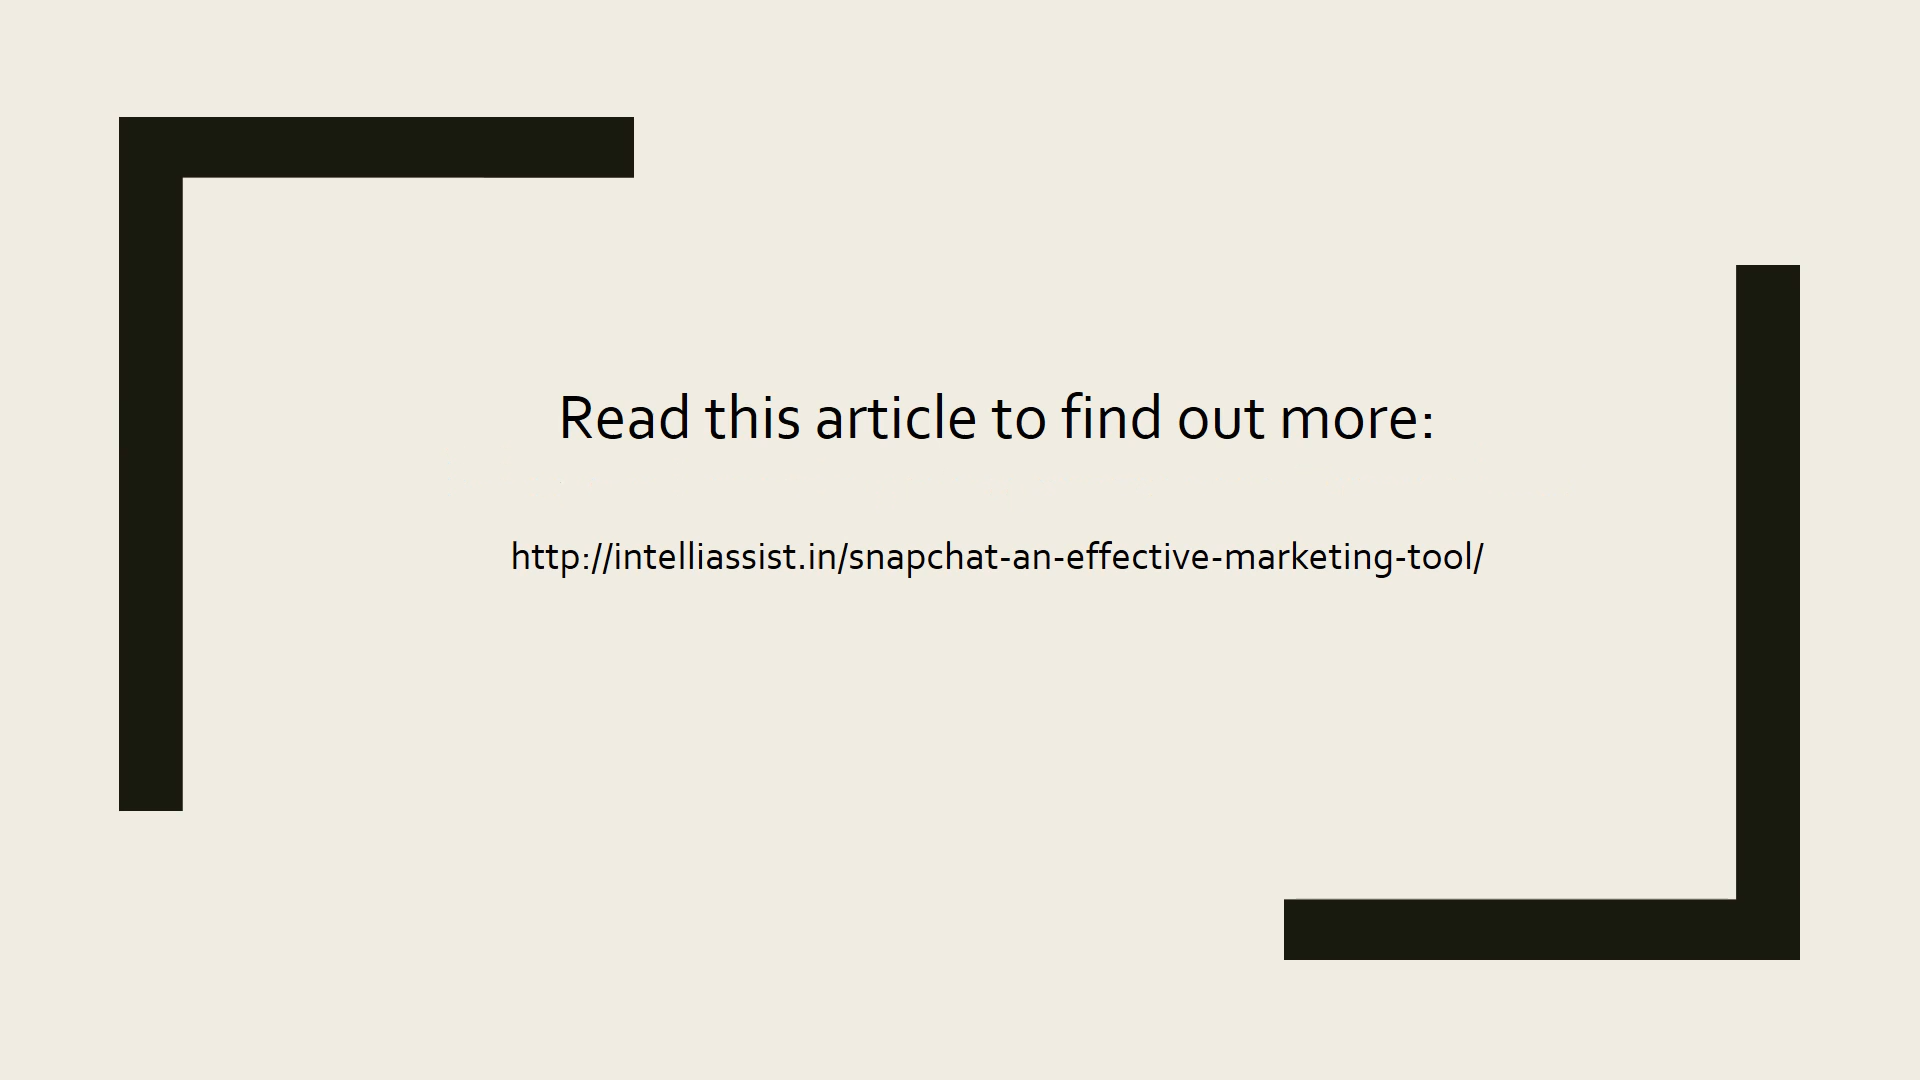 Read this article to find out more:
http://intelliassist.in/snapchat-an-effective-marketing-tool/